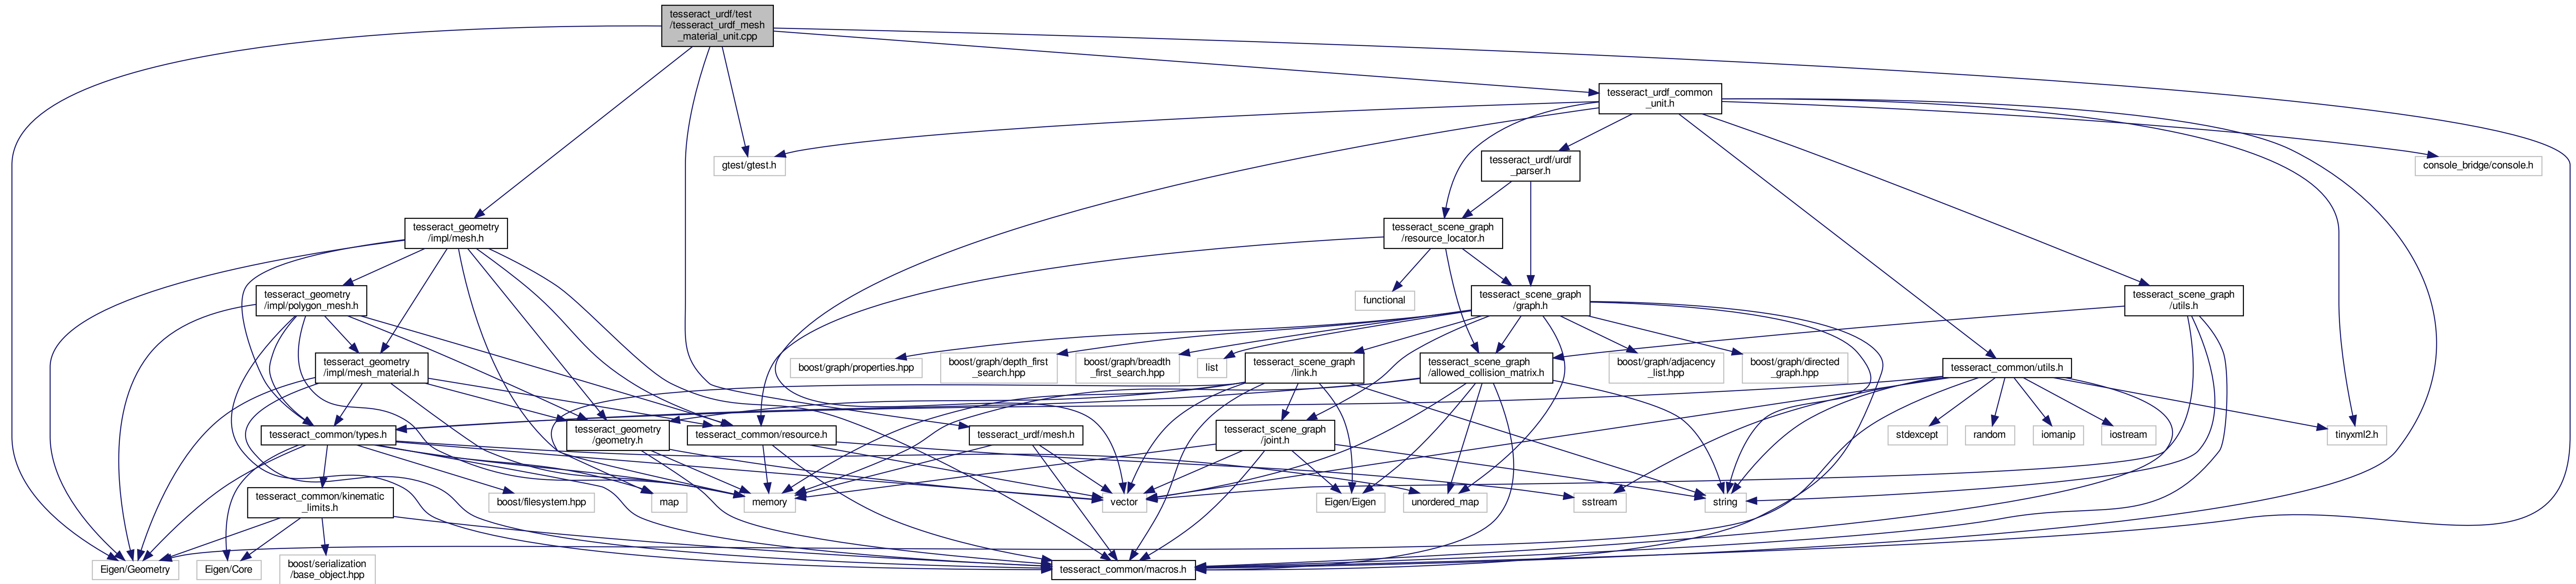 tesseract_urdf/test
/tesseract_urdf_mesh
_material_unit.cpp
tesseract_urdf_common
_unit.h
gtest/gtest.h
tesseract_urdf/urdf
_parser.h
console_bridge/console.h
tesseract_geometry
/impl/mesh.h
tesseract_scene_graph
/resource_locator.h
tesseract_geometry
/impl/polygon_mesh.h
functional
tesseract_scene_graph
/graph.h
tesseract_scene_graph
/utils.h
tesseract_geometry
/impl/mesh_material.h
boost/graph/properties.hpp
boost/graph/depth_first
_search.hpp
boost/graph/breadth
_first_search.hpp
list
tesseract_scene_graph
/link.h
tesseract_scene_graph
/allowed_collision_matrix.h
boost/graph/adjacency
_list.hpp
boost/graph/directed
_graph.hpp
tesseract_common/utils.h
tesseract_common/types.h
tesseract_geometry
/geometry.h
tesseract_common/resource.h
tesseract_urdf/mesh.h
tesseract_scene_graph
/joint.h
stdexcept
random
iomanip
iostream
tinyxml2.h
tesseract_common/kinematic
_limits.h
boost/filesystem.hpp
map
memory
vector
Eigen/Eigen
unordered_map
sstream
string
Eigen/Geometry
Eigen/Core
boost/serialization
/base_object.hpp
tesseract_common/macros.h